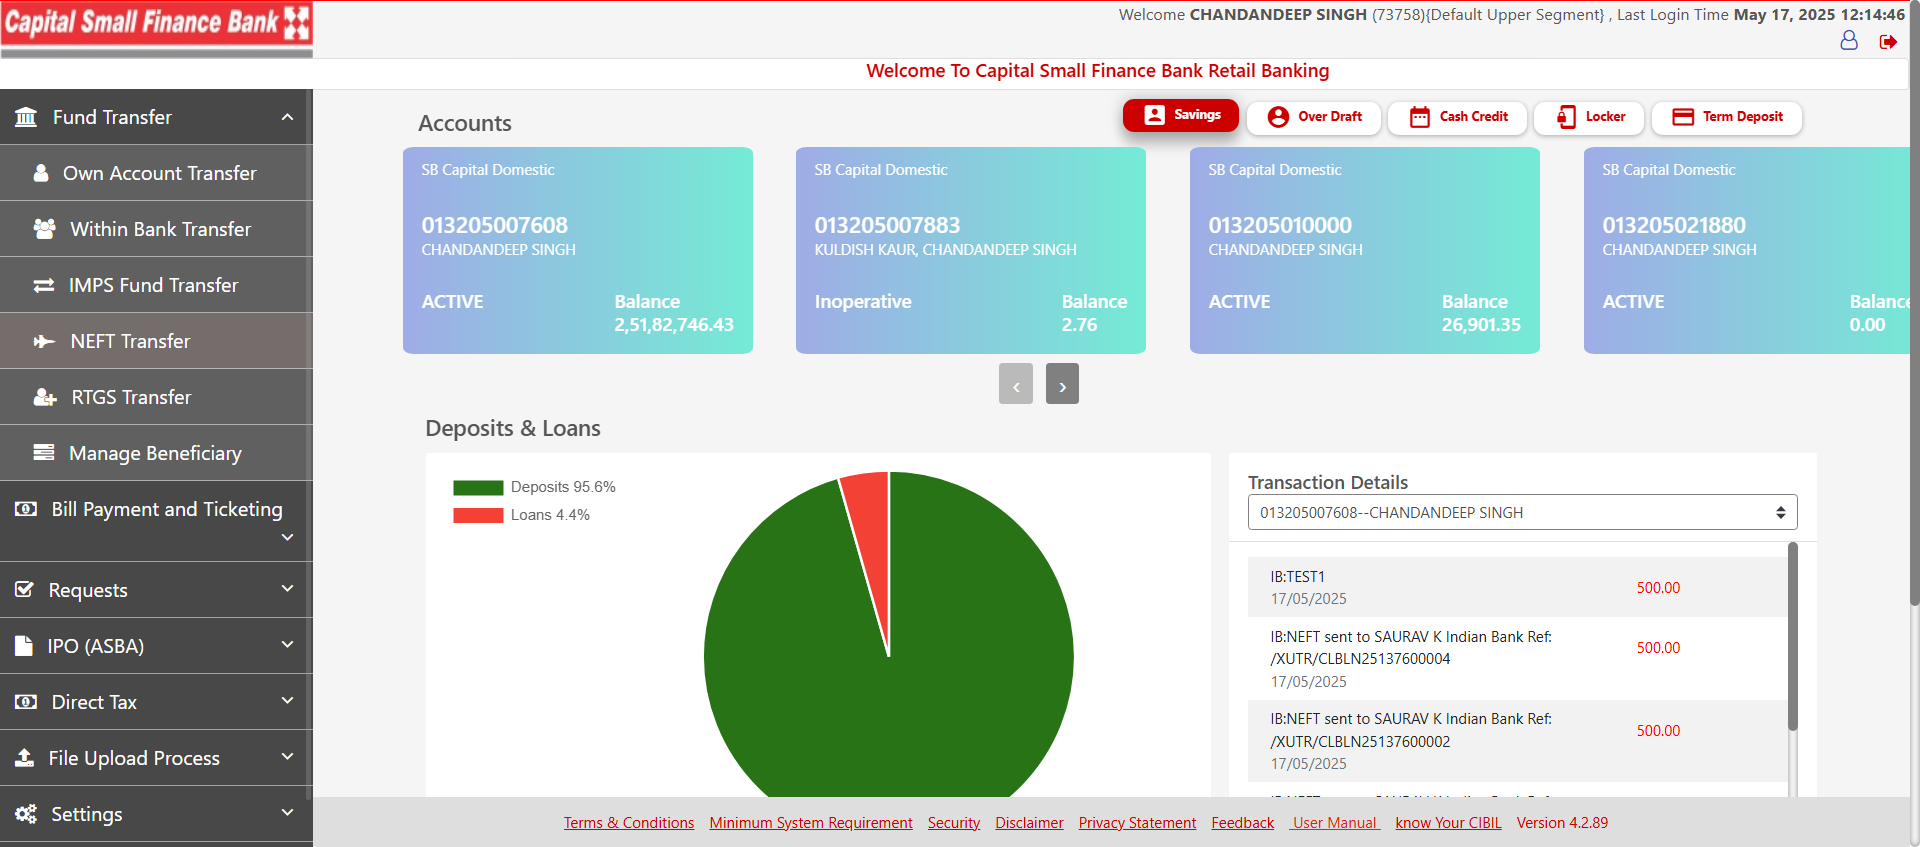 Capital Small Finance Bank
Welcome CHANDANDEEP SINGH (73758){Default Upper Segment} , Last Login Time May 17, 2025 12:14:46
Welcome To Capital Small Finance Bank Retail Banking
Fund Transfer
Own Account Transfer
Within Bank Transfer
IMPS Fund Transfer
NEFT Transfer
RTGS Transfer
Manage Beneficiary
Bill Payment and Ticketing
Requests
IPO (ASBA)
Direct Tax
File Upload Process
Settings
Accounts
Savings
Over Draft
Cash Credit
Locker
Term Deposit
SB Capital Domestic
013205007608
CHANDANDEEP SINGH
ACTIVE
Balance
2,51,82,746.43
SB Capital Domestic
013205007883
KULDISH KAUR, CHANDANDEEP SINGH
Inoperative
Balance
2.76
SB Capital Domestic
013205010000
CHANDANDEEP SINGH
ACTIVE
Balance
26,901.35
SB Capital Domestic
013205021880
CHANDANDEEP SINGH
ACTIVE
Balance
0.00
Deposits & Loans
Deposits 95.6%
Loans 4.4%
Transaction Details
013205007608--CHANDANDEEP SINGH
IB:TEST1
17/05/2025
500.00
IB:NEFT sent to SAURAV K Indian Bank Ref:
/XUTR/CLBLN25137600004
17/05/2025
500.00
IB:NEFT sent to SAURAV K Indian Bank Ref:
/XUTR/CLBLN25137600002
17/05/2025
500.00
Terms & Conditions Minimum System Requirement Security Disclaimer Privacy Statement Feedback User Manual know Your CIBIL Version 4.2.89